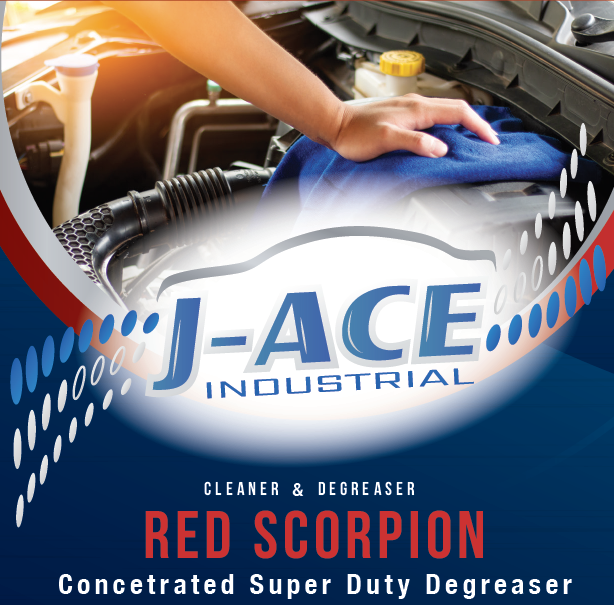 J-ACE
INDUSTRIAL
CLEANER & DEGREASER
RED SCORPION
Concetrated Super Duty Degreaser